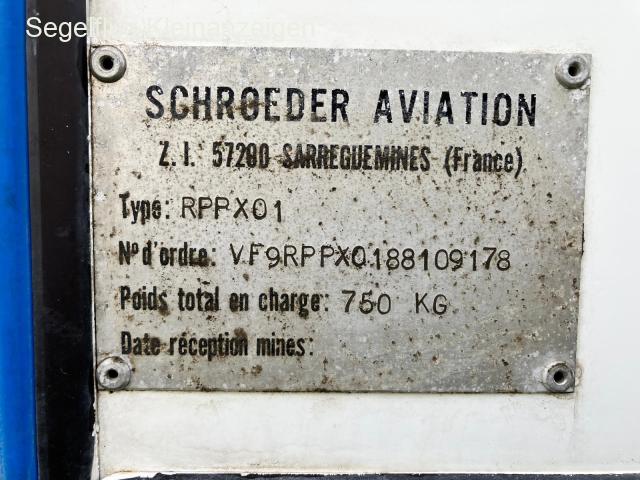 Segelflug-Kleinanzeigen
SCHROEDER AVIATION
Z.I. 57200 SARREGUEMINES (France)
Type: RPPX01
N° d'ordre: VF9RPPX0188109178
Poids total en charge: 750 KG
Date réception mines: